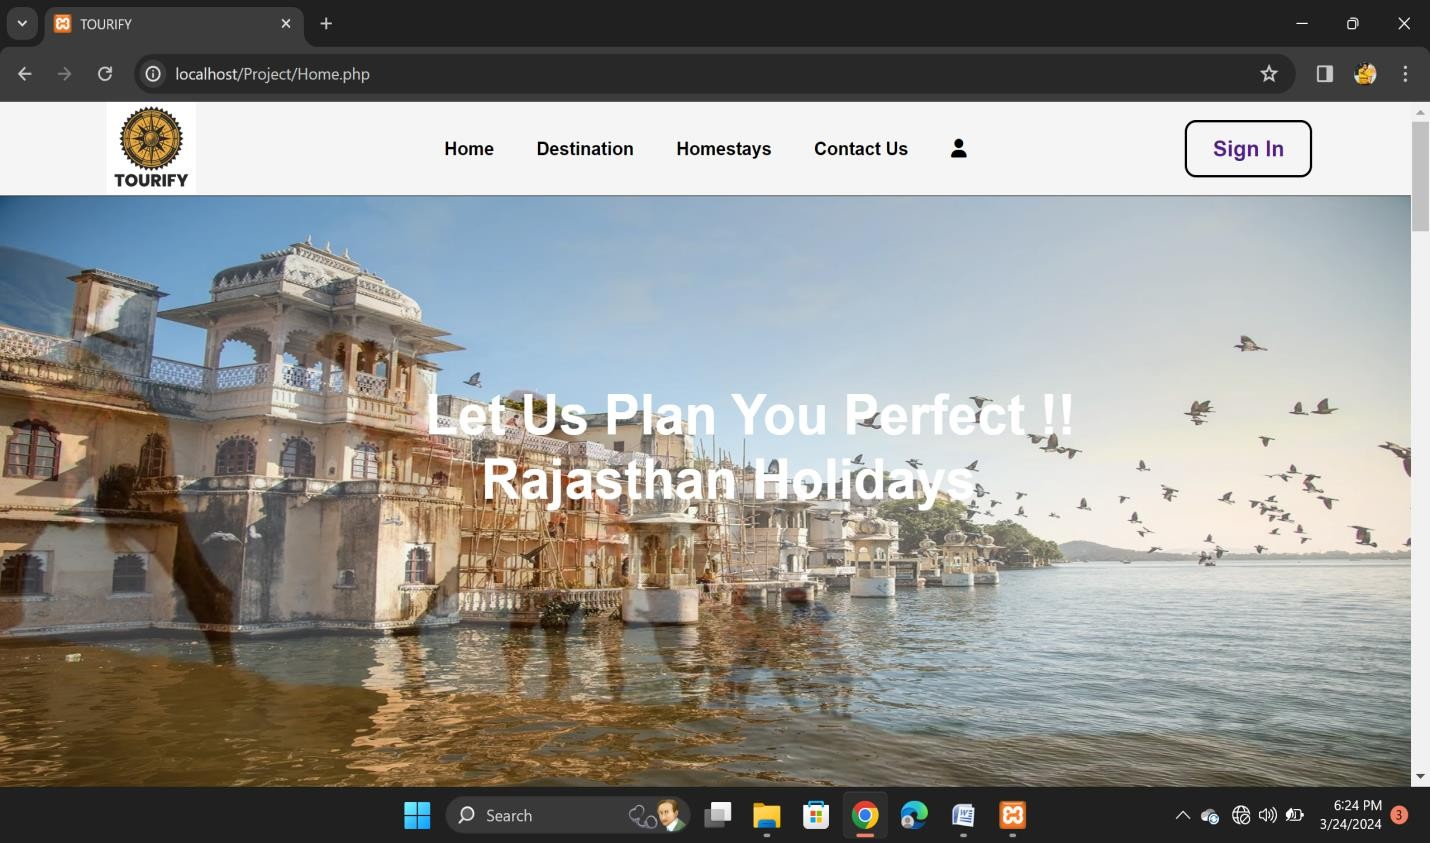 TOURIFY
localhost/Project/Home.php
TOURIFY
Home
Destination
Homestays
Contact Us
Sign In
Let Us Plan You Perfect !!
Rajasthan Holidays
Search
6:24 PM
3/24/2024
3